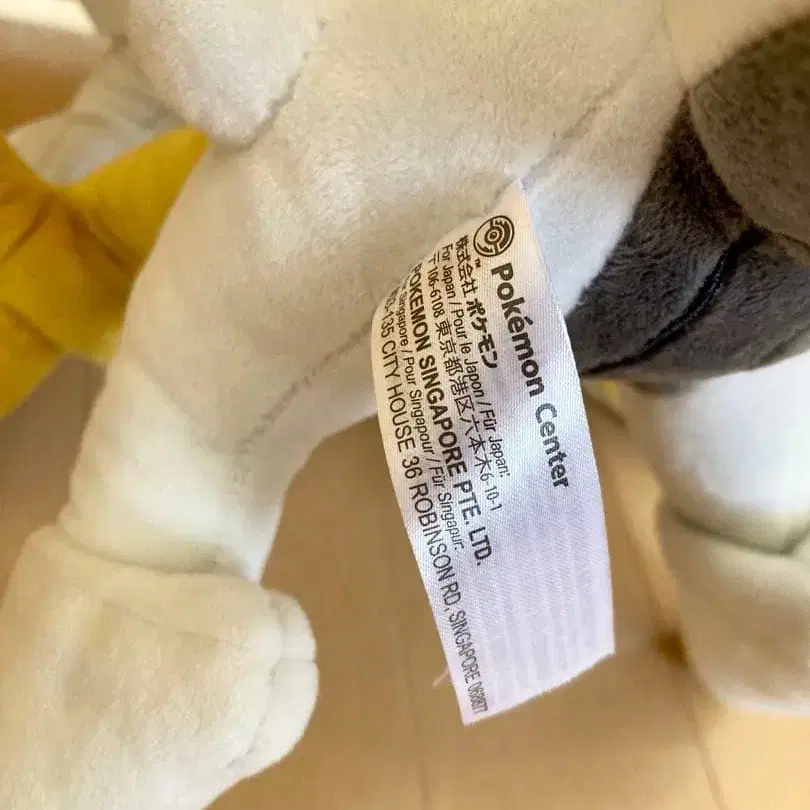 Pokémon Center
株式会社 ポケモン
For Japan / Pour le Japon / Für Japan:
〒106-6108 東京都港区六本木6-10-1
POKEMON SINGAPORE PTE. LTD.
Singapore / Pour Singapour / Für Singapur:
135 CITY HOUSE 36 ROBINSON RD, SINGAPORE 068877